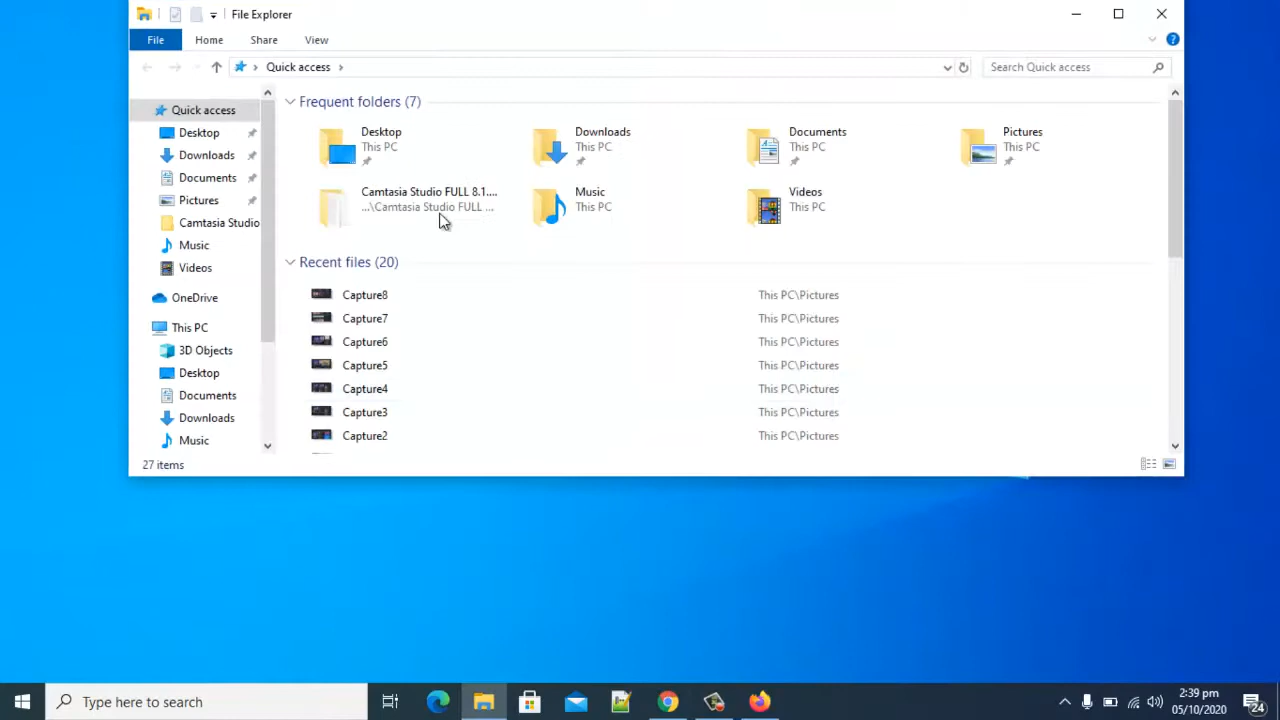 File Explorer
File Home Share View
Quick access
Search Quick access
Quick access
Desktop
Downloads
Documents
Pictures
Camtasia Studio
Music
Videos
OneDrive
This PC
3D Objects
Desktop
Documents
Downloads
Music
Frequent folders (7)
Desktop
This PC
Downloads
This PC
Documents
This PC
Pictures
This PC
Camtasia Studio FULL 8.1....
...\Camtasia Studio FULL ...
Music
This PC
Videos
This PC
Recent files (20)
Capture8 This PC\Pictures
Capture7 This PC\Pictures
Capture6 This PC\Pictures
Capture5 This PC\Pictures
Capture4 This PC\Pictures
Capture3 This PC\Pictures
Capture2 This PC\Pictures
27 items
Type here to search
2:39 pm
05/10/2020
24